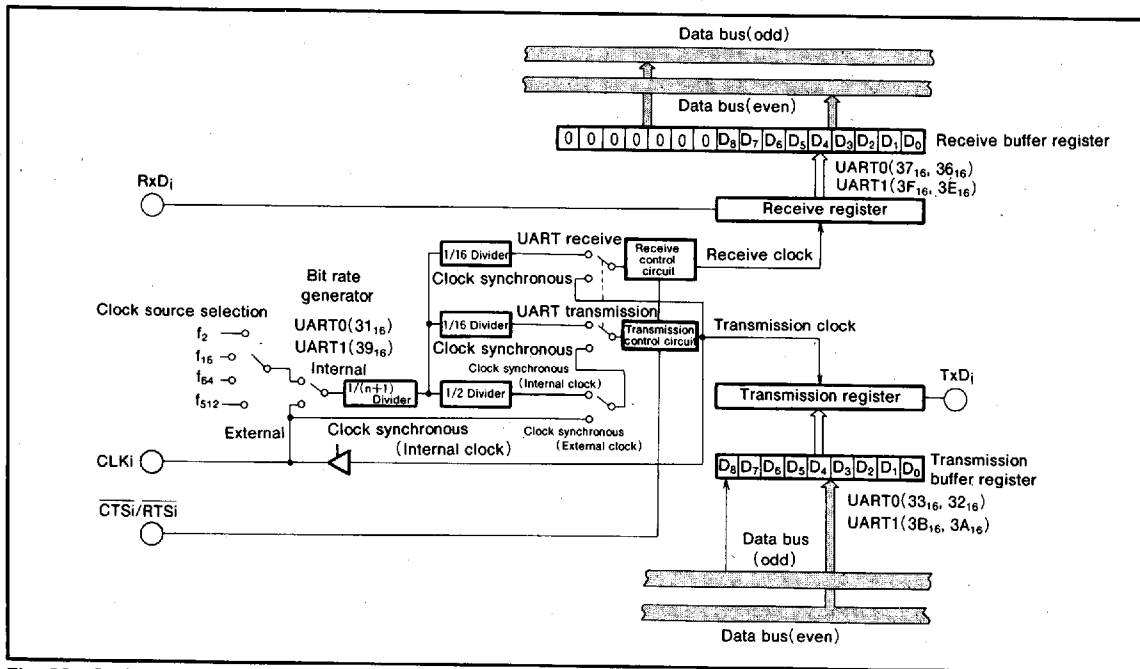 Data bus(odd)
Data bus(even)
0 0 0 0 0 0 0 D₈ D₇ D₆ D₅ D₄ D₃ D₂ D₁ D₀ Receive buffer register
UART0(37₁₆, 36₁₆)
UART1(3F₁₆, 3E₁₆)
RxDᵢ
Receive register
UART receive
1/16 Divider
Receive control circuit
Receive clock
Clock synchronous
Bit rate generator
UART0(31₁₆)
UART1(39₁₆)
Clock source selection
f₂
f₁₆
f₆₄
f₅₁₂
UART transmission
1/16 Divider
Transmission control circuit
Transmission clock
Clock synchronous
Internal
1/(n+1) Divider
1/2 Divider
Clock synchronous
(Internal clock)
TxDᵢ
Transmission register
External
Clock synchronous
(Internal clock)
Clock synchronous
(External clock)
CLKi
D₈ D₇ D₆ D₅ D₄ D₃ D₂ D₁ D₀ Transmission buffer register
UART0(33₁₆, 32₁₆)
UART1(3B₁₆, 3A₁₆)
CTSi/RTSi
Data bus
(odd)
Data bus(even)